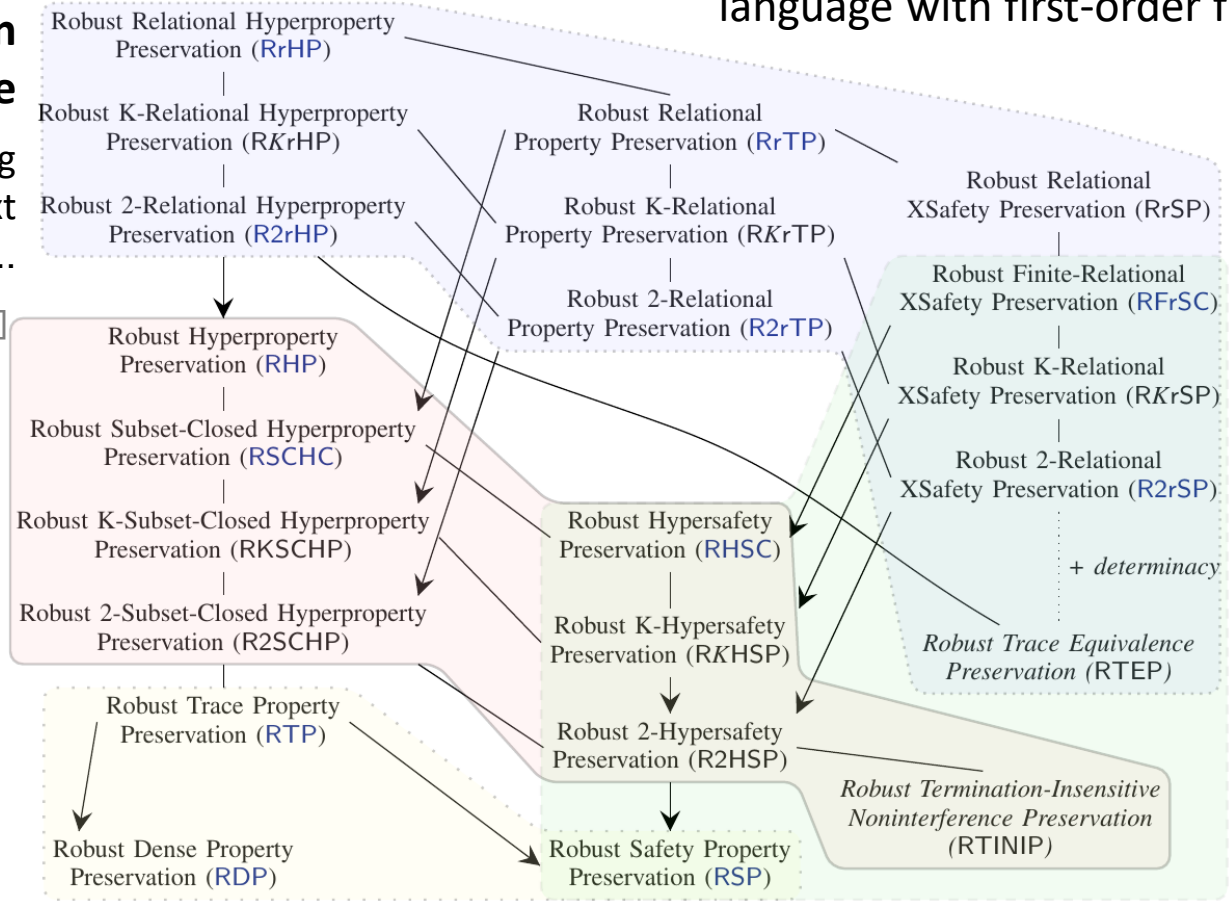 n
e
g
xt
..
]
language with first-order f
Robust Relational Hyperproperty
Preservation (RrHP)
Robust K-Relational Hyperproperty
Preservation (RKrHP)
Robust 2-Relational Hyperproperty
Preservation (R2rHP)
Robust Relational
Property Preservation (RrTP)
Robust K-Relational
Property Preservation (RKrTP)
Robust 2-Relational
Property Preservation (R2rTP)
Robust Relational
XSafety Preservation (RrSP)
Robust Finite-Relational
XSafety Preservation (RFrSC)
Robust K-Relational
XSafety Preservation (RKrSP)
Robust 2-Relational
XSafety Preservation (R2rSP)
+ determinacy
Robust Trace Equivalence
Preservation (RTEP)
Robust Hyperproperty
Preservation (RHP)
Robust Subset-Closed Hyperproperty
Preservation (RSCHC)
Robust K-Subset-Closed Hyperproperty
Preservation (RKSCHP)
Robust 2-Subset-Closed Hyperproperty
Preservation (R2SCHP)
Robust Hypersafety
Preservation (RHSC)
Robust K-Hypersafety
Preservation (RKHSP)
Robust 2-Hypersafety
Preservation (R2HSP)
Robust Termination-Insensitive
Noninterference Preservation
(RTINIP)
Robust Trace Property
Preservation (RTP)
Robust Dense Property
Preservation (RDP)
Robust Safety Property
Preservation (RSP)